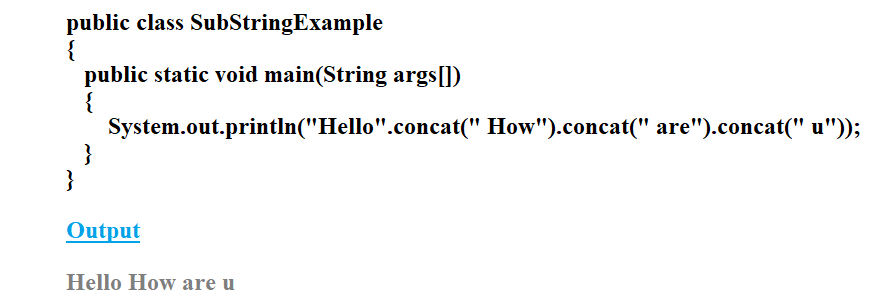 public class SubStringExample
{
public static void main(String args[])
{
System.out.println("Hello".concat(" How").concat(" are").concat(" u"));
}
}
Output
Hello How are u